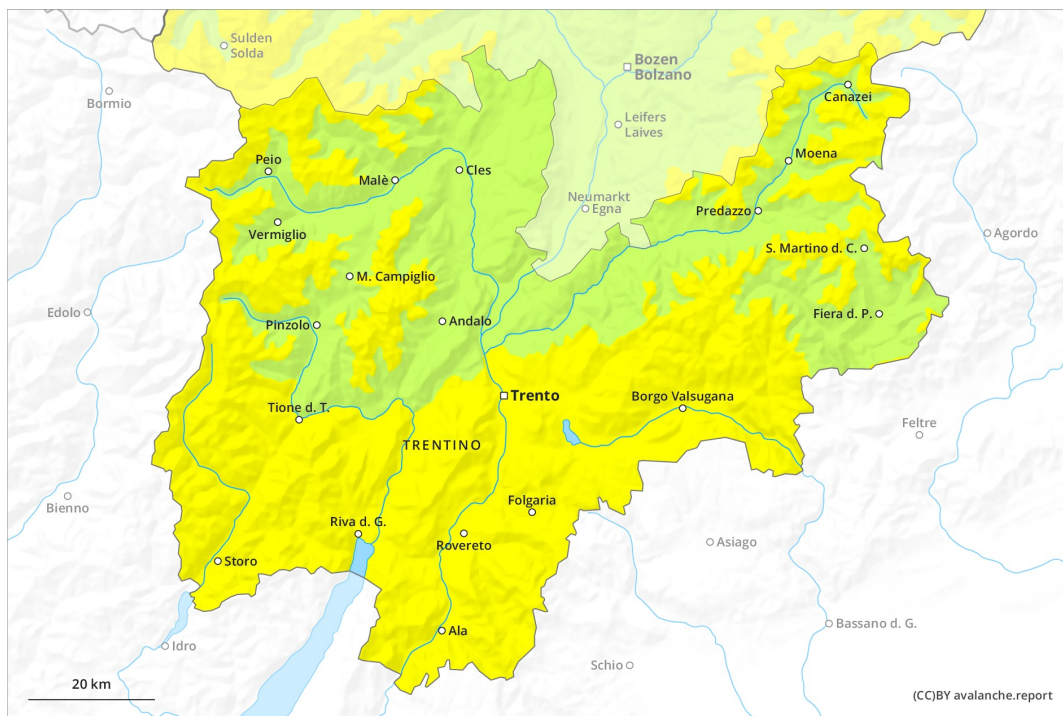 Sulden
Solda
Bormio
Bozen
Bolzano
Leifers
Laives
Canazei
Moena
Peio
Malè
Cles
Neumarkt
Egna
Predazzo
Vermiglio
S. Martino d. C.
Agordo
M. Campiglio
Edolo
Pinzolo
Andalo
Fiera d. P.
Trento
Borgo Valsugana
Tione d. T.
Feltre
TRENTINO
Bienno
Folgaria
Riva d. G.
Rovereto
Asiago
Storo
Ala
Bassano d. G.
Idro
Schio
20 km
(CC)BY avalanche.report